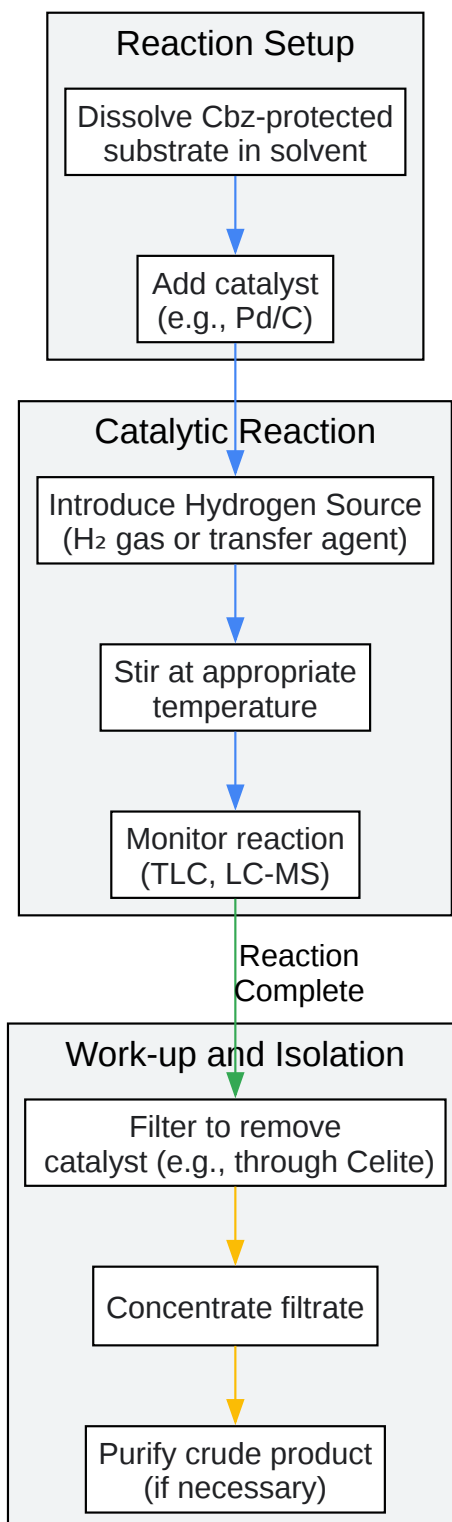 Reaction Setup
Dissolve Cbz-protected
substrate in solvent
Add catalyst
(e.g., Pd/C)
Catalytic Reaction
Introduce Hydrogen Source
(H₂ gas or transfer agent)
Stir at appropriate
temperature
Monitor reaction
(TLC, LC-MS)
Reaction
Complete
Work-up and Isolation
Filter to remove
catalyst (e.g., through Celite)
Concentrate filtrate
Purify crude product
(if necessary)